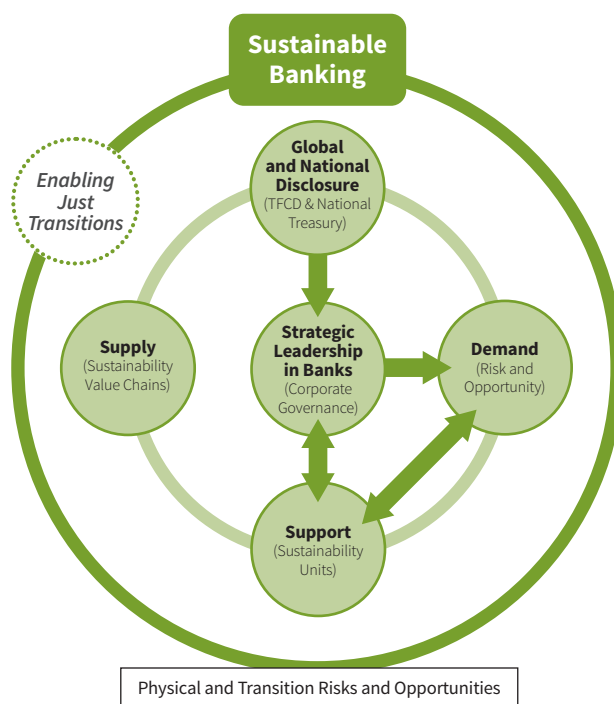 Sustainable
Banking
Enabling
Just
Transitions
Global
and National
Disclosure
(TFCD & National
Treasury)
Supply
(Sustainability
Value Chains)
Strategic
Leadership
in Banks
(Corporate
Governance)
Demand
(Risk and
Opportunity)
Support
(Sustainability
Units)
Physical and Transition Risks and Opportunities